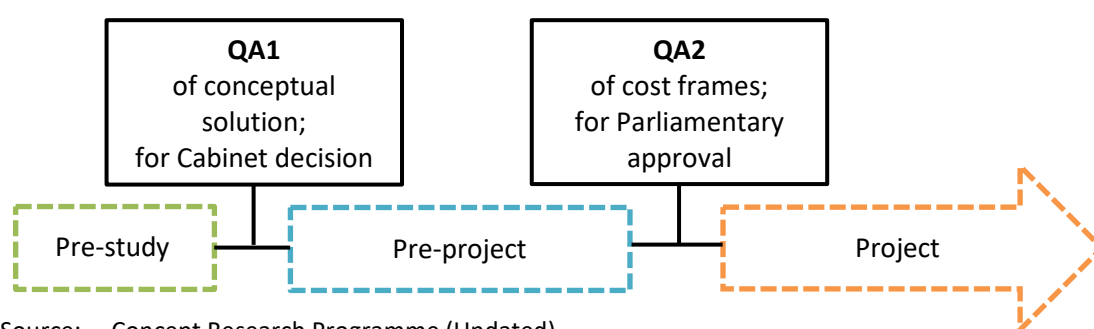 QA1
of conceptual
solution;
for Cabinet decision
QA2
of cost frames;
for Parliamentary
approval
Pre-study
Pre-project
Project
Source: Concept Research Programme (Updated)